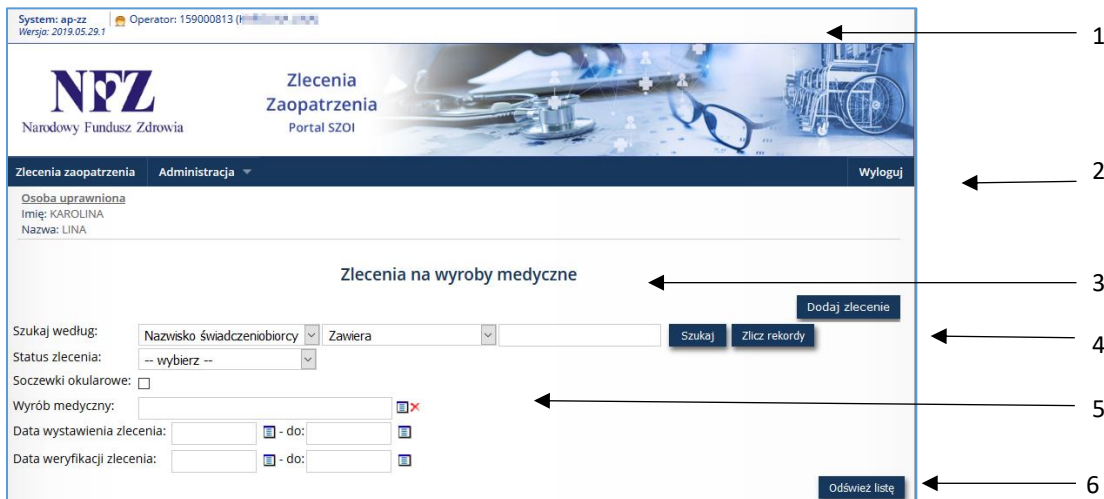 System: ap-zz Operator: 159000813
Wersja: 2019.05.29.1
1
NFZ
Narodowy Fundusz Zdrowia
Zlecenia
Zaopatrzenia
Portal SZOI
Zlecenia zaopatrzenia Administracja Wyloguj
2
Osoba uprawniona
Imię: KAROLINA
Nazwa: LINA
Zlecenia na wyroby medyczne
3
Dodaj zlecenie
Szukaj według: Nazwisko świadczeniobiorcy Zawiera Szukaj Zlicz rekordy
4
Status zlecenia: -- wybierz --
Soczewki okularowe:
Wyrób medyczny:
5
Data wystawienia zlecenia: - do:
Data weryfikacji zlecenia: - do:
Odśwież listę
6